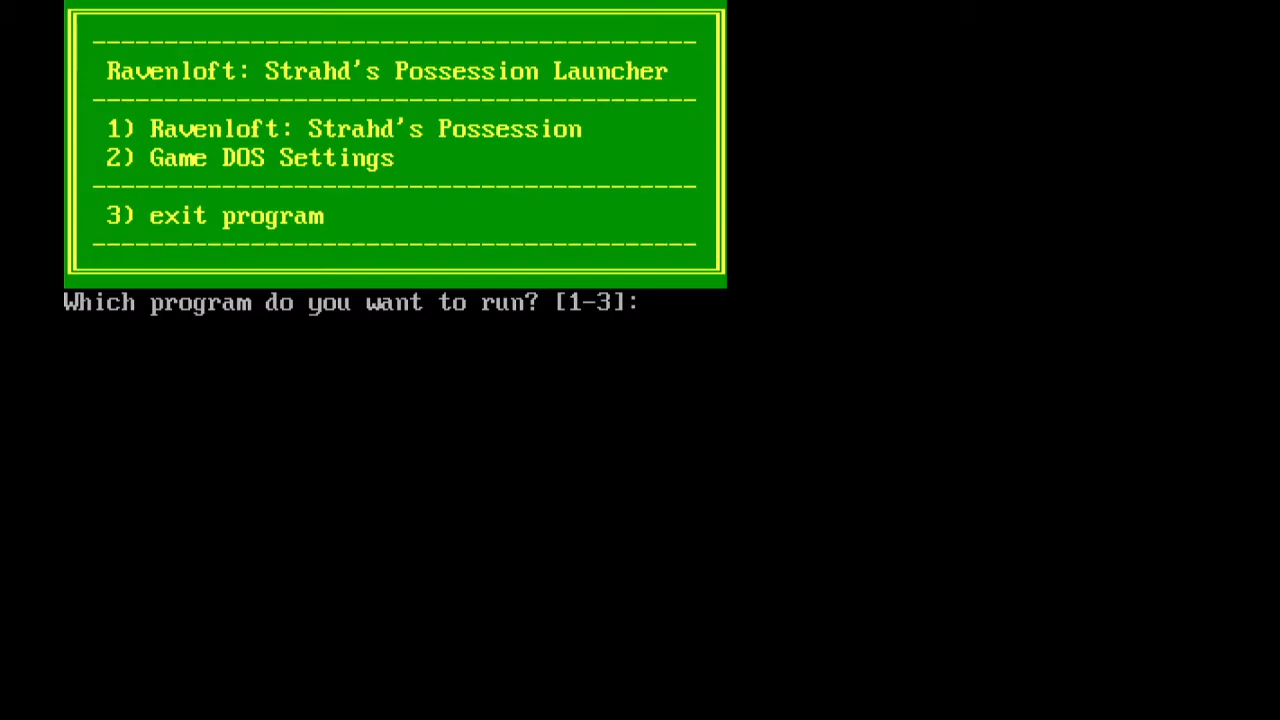 Ravenloft: Strahd's Possession Launcher
1) Ravenloft: Strahd's Possession
2) Game DOS Settings
3) exit program
Which program do you want to run? [1-3]: